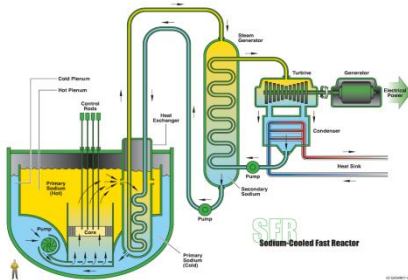 Steam
Generator
Turbine
Generator
Electrical
Power
Cold Plenum
Hot Plenum
Control
Rods
Heat
Exchanger
Condenser
Heat Sink
Pump
Pump
Secondary
Sodium
Primary
Sodium
(Hot)
Core
Pump
Primary
Sodium
(Cold)
SFR
Sodium-Cooled Fast Reactor